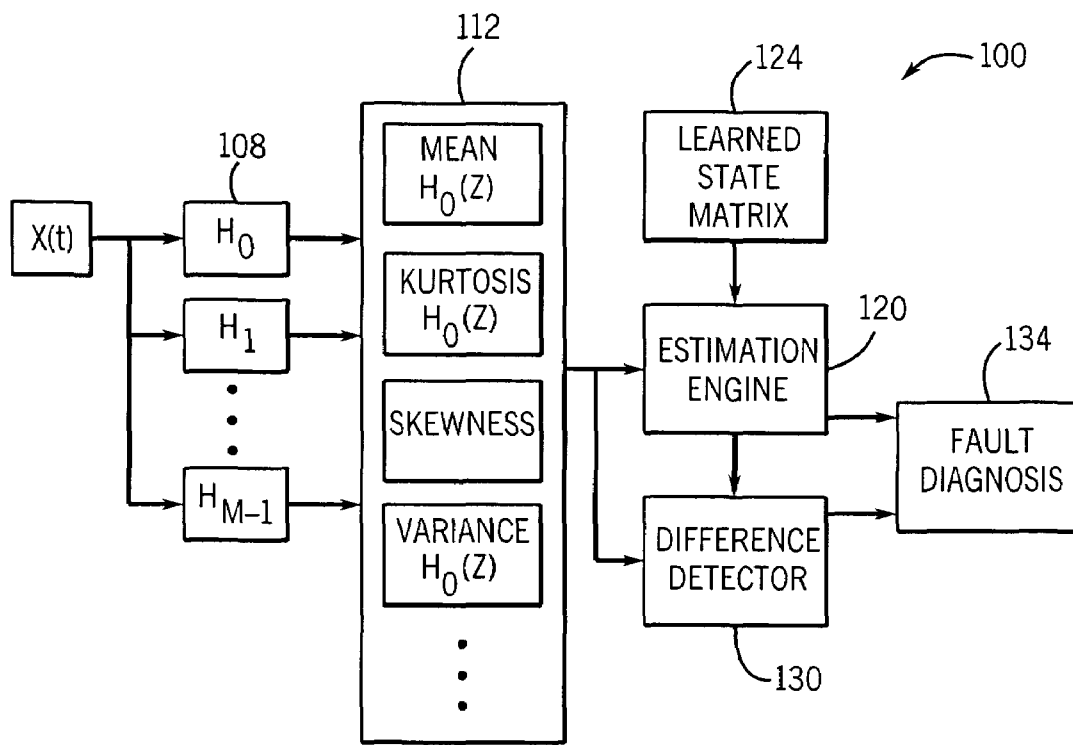 112
124
100
108
MEAN
H0(Z)
LEARNED
STATE
MATRIX
X(t)
H0
KURTOSIS
H0(Z)
H1
ESTIMATION
ENGINE
120
134
SKEWNESS
FAULT
DIAGNOSIS
HM–1
VARIANCE
H0(Z)
DIFFERENCE
DETECTOR
130